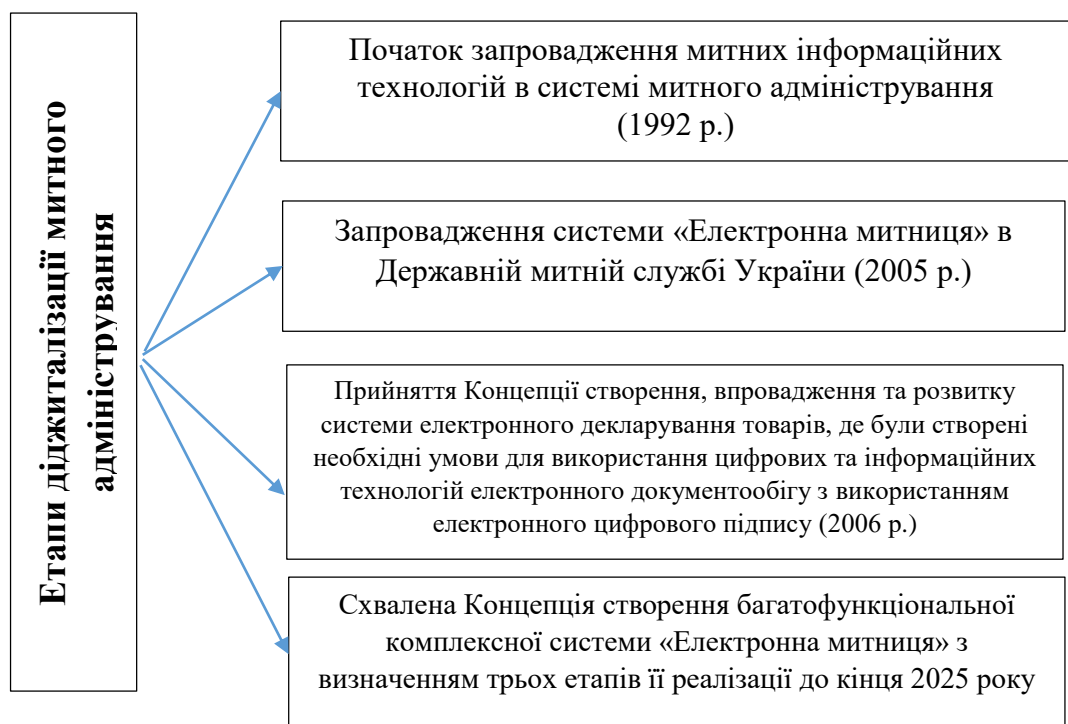 Етапи діджиталізації митного
адміністрування
Початок запровадження митних інформаційних
технологій в системі митного адміністрування
(1992 р.)
Запровадження системи «Електронна митниця» в
Державній митній службі України (2005 р.)
Прийняття Концепції створення, впровадження та розвитку
системи електронного декларування товарів, де були створені
необхідні умови для використання цифрових та інформаційних
технологій електронного документообігу з використанням
електронного цифрового підпису (2006 р.)
Схвалена Концепція створення багатофункціональної
комплексної системи «Електронна митниця» з
визначенням трьох етапів її реалізації до кінця 2025 року